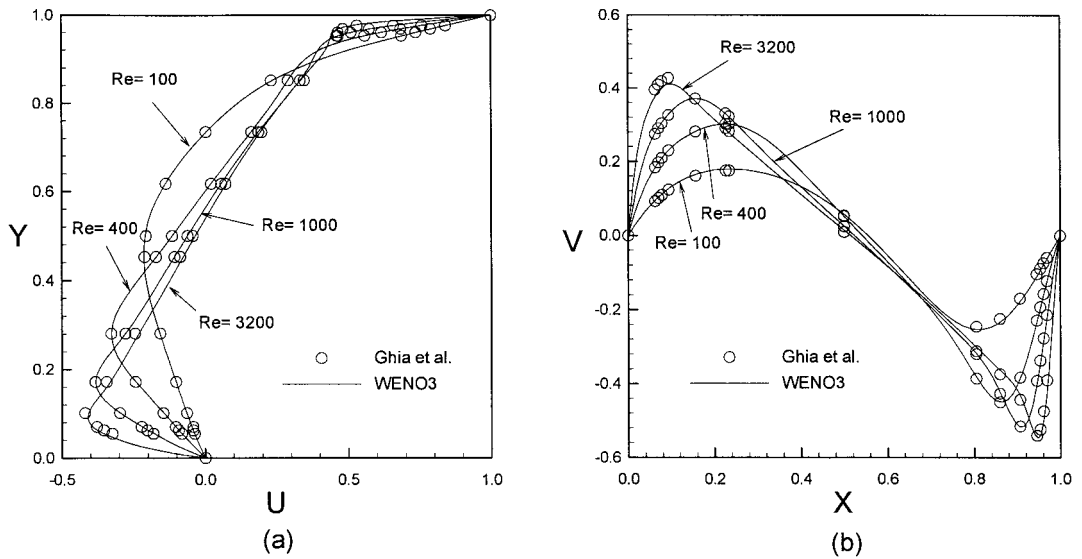 1.0
0.8
0.6
0.4
0.2
0.0
Y
-0.5
0.0
0.5
1.0
U
Re= 100
Re= 400
Re= 1000
Re= 3200
Ghia et al.
WENO3
(a)
0.6
0.4
0.2
0.0
-0.2
-0.4
-0.6
V
0.0
0.2
0.4
0.6
0.8
1.0
X
Re= 3200
Re= 1000
Re= 400
Re= 100
Ghia et al.
WENO3
(b)